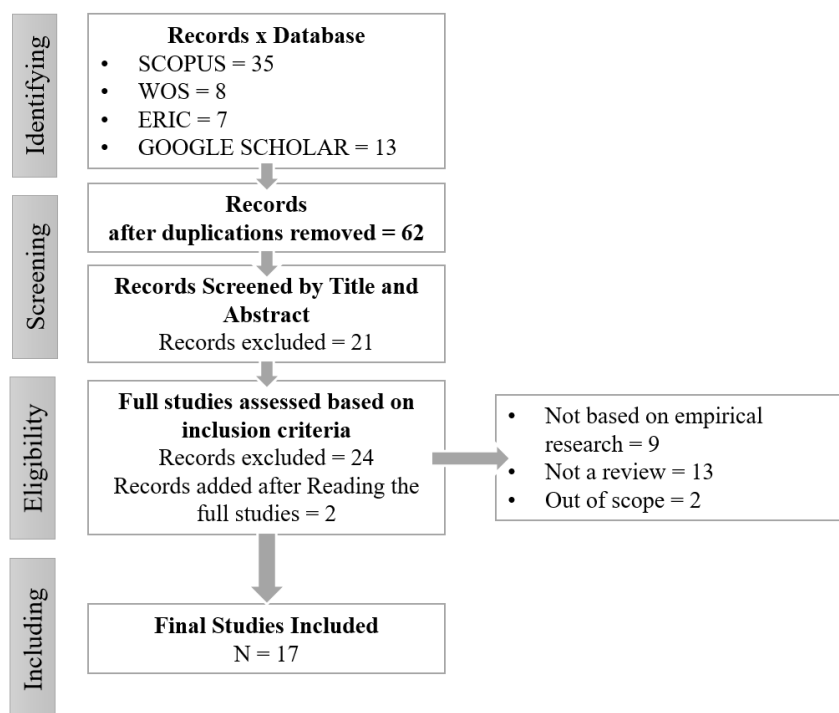 Identifying
Records x Database
• SCOPUS = 35
• WOS = 8
• ERIC = 7
• GOOGLE SCHOLAR = 13
Screening
Records
after duplications removed = 62
Records Screened by Title and
Abstract
Records excluded = 21
Eligibility
Full studies assessed based on
inclusion criteria
Records excluded = 24
Records added after Reading the
full studies = 2
• Not based on empirical
research = 9
• Not a review = 13
• Out of scope = 2
Including
Final Studies Included
N = 17